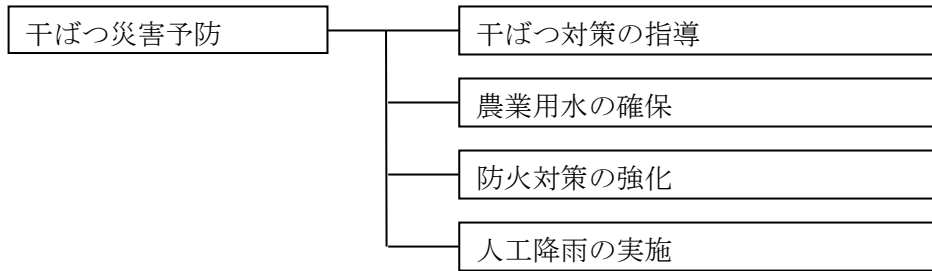 干ばつ災害予防
干ばつ対策の指導
農業用水の確保
防火対策の強化
人工降雨の実施